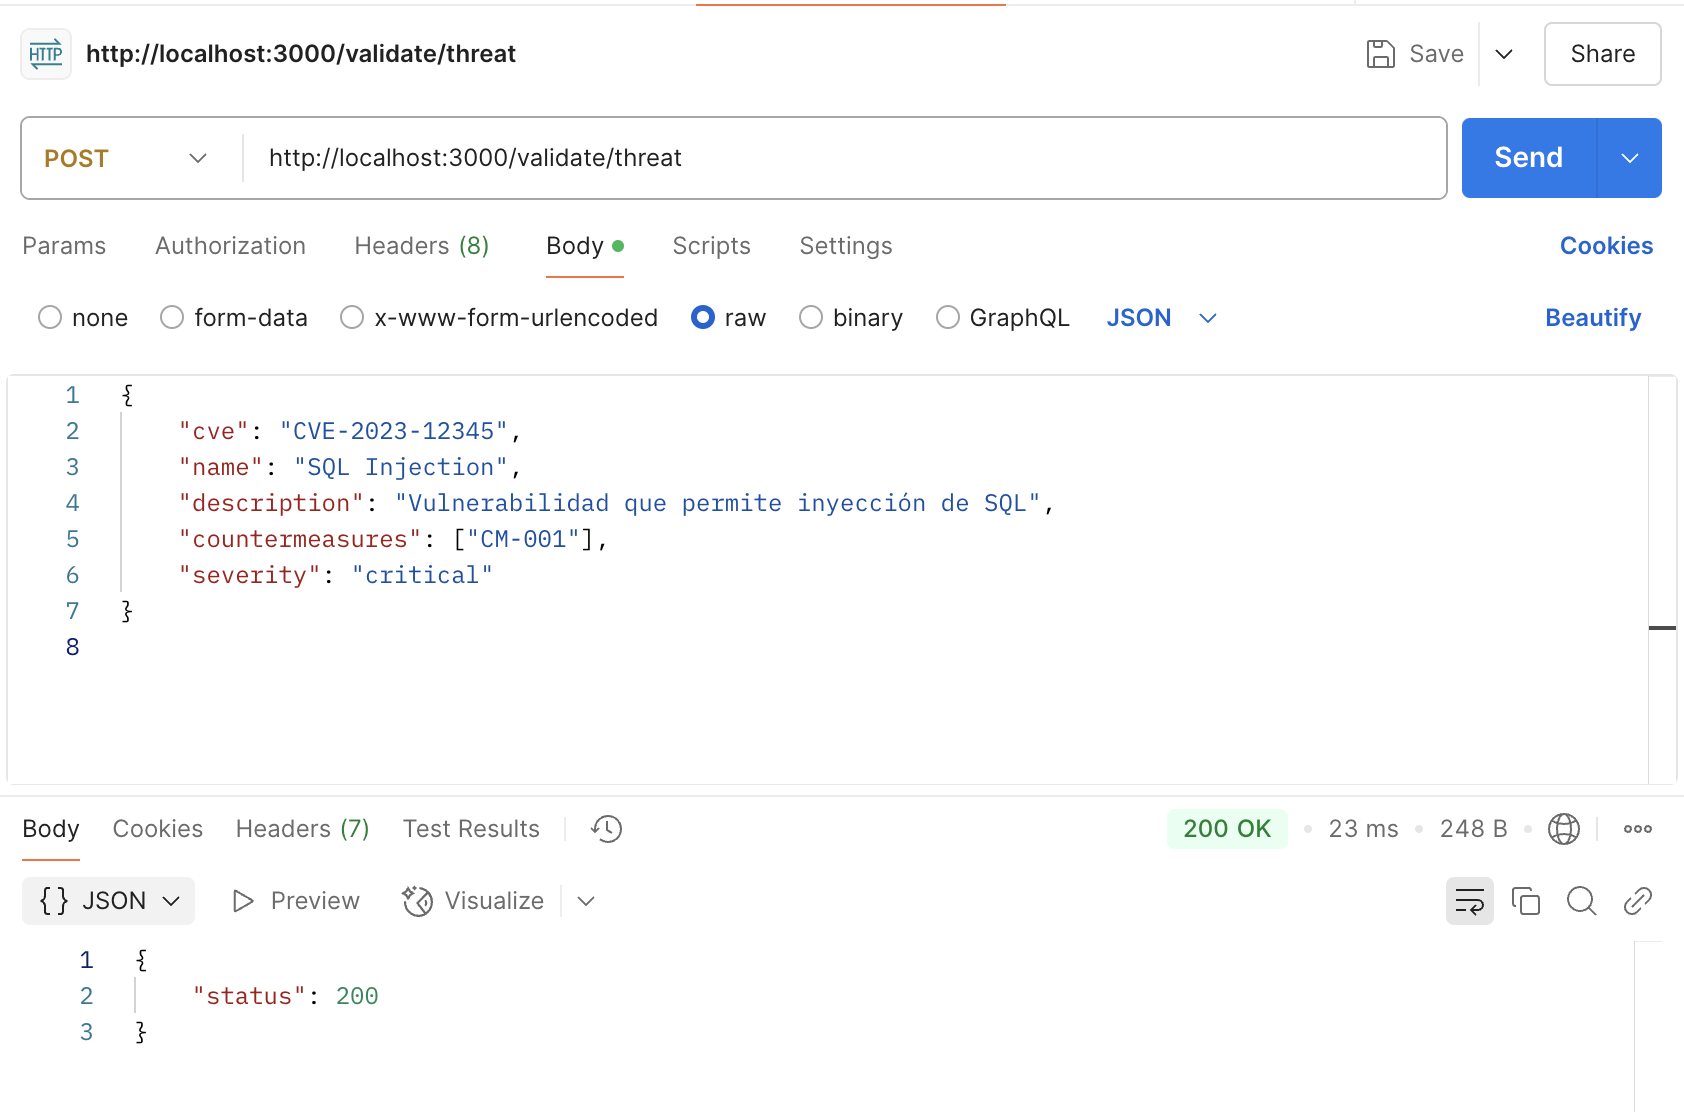 HTTP http://localhost:3000/validate/threat Save Share
POST http://localhost:3000/validate/threat Send
Params Authorization Headers (8) Body Scripts Settings Cookies
none form-data x-www-form-urlencoded raw binary GraphQL JSON Beautify
1 {
2 "cve": "CVE-2023-12345",
3 "name": "SQL Injection",
4 "description": "Vulnerabilidad que permite inyección de SQL",
5 "countermeasures": ["CM-001"],
6 "severity": "critical"
7 }
8
Body Cookies Headers (7) Test Results 200 OK • 23 ms • 248 B •
{} JSON Preview Visualize
1 {
2 "status": 200
3 }